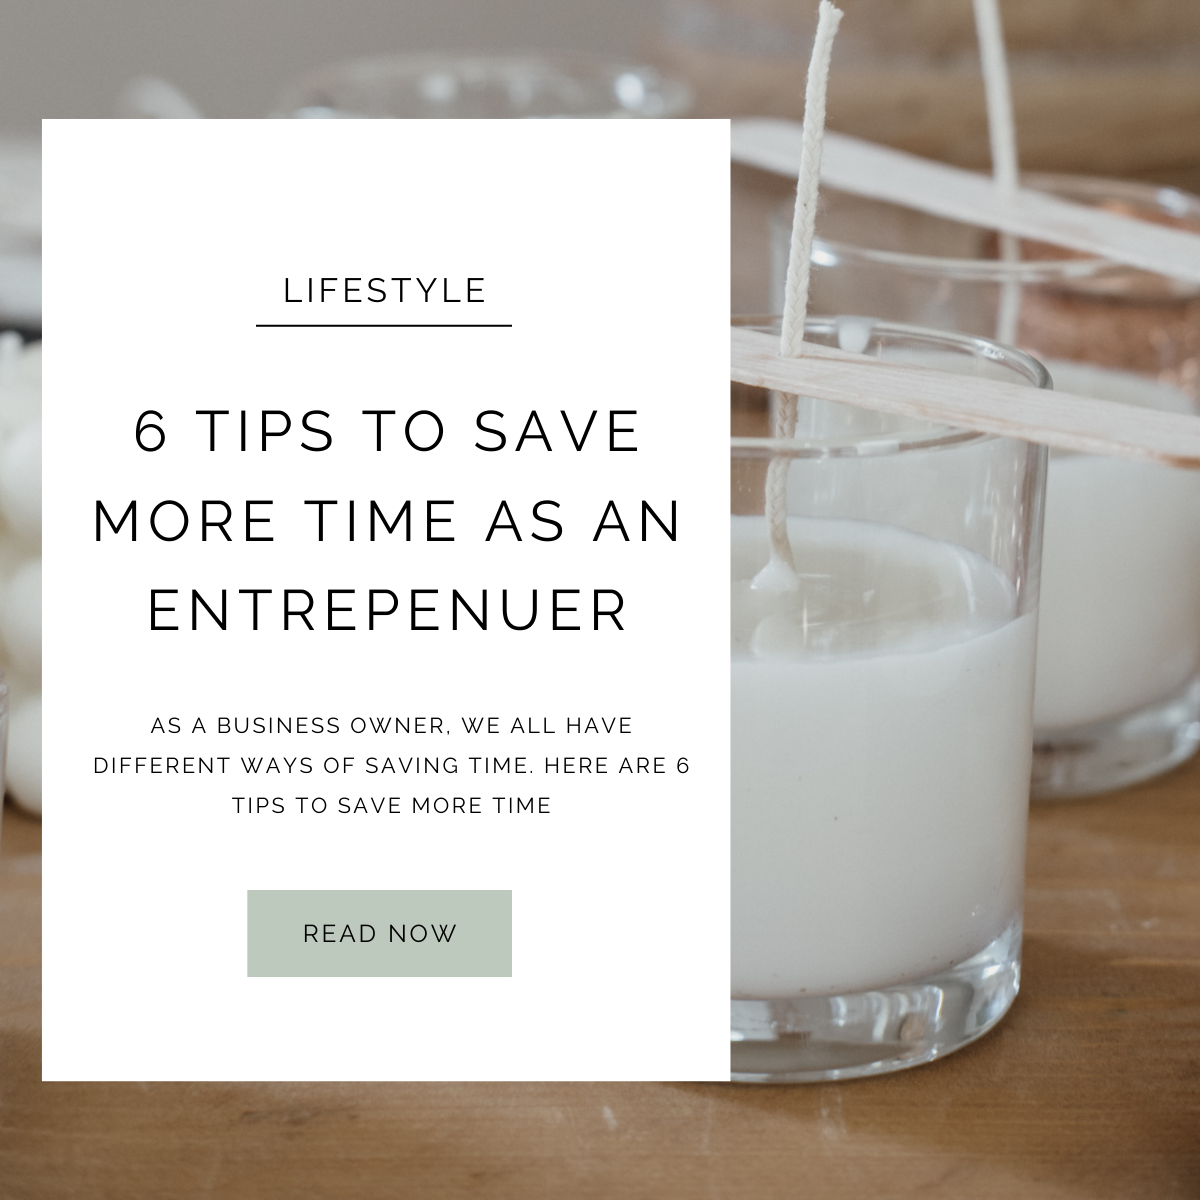 LIFESTYLE
6 TIPS TO SAVE
MORE TIME AS AN
ENTREPENUER
AS A BUSINESS OWNER, WE ALL HAVE
DIFFERENT WAYS OF SAVING TIME. HERE ARE 6
TIPS TO SAVE MORE TIME
READ NOW